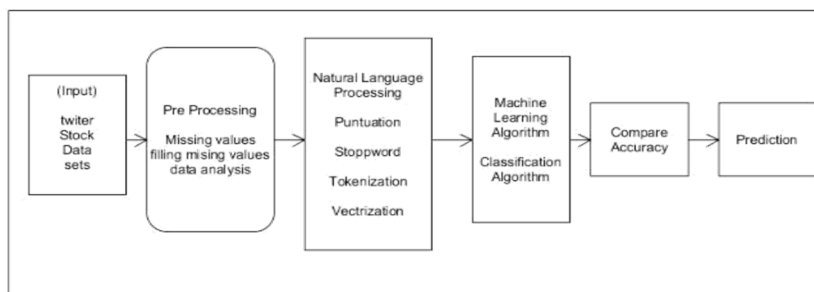 (Input)
twiter
Stock
Data
sets
Pre Processing
Missing values
filling mising values
data analysis
Natural Language
Processing
Puntuation
Stoppword
Tokenization
Vectrization
Machine
Learning
Algorithm
Classification
Algorithm
Compare
Accuracy
Prediction